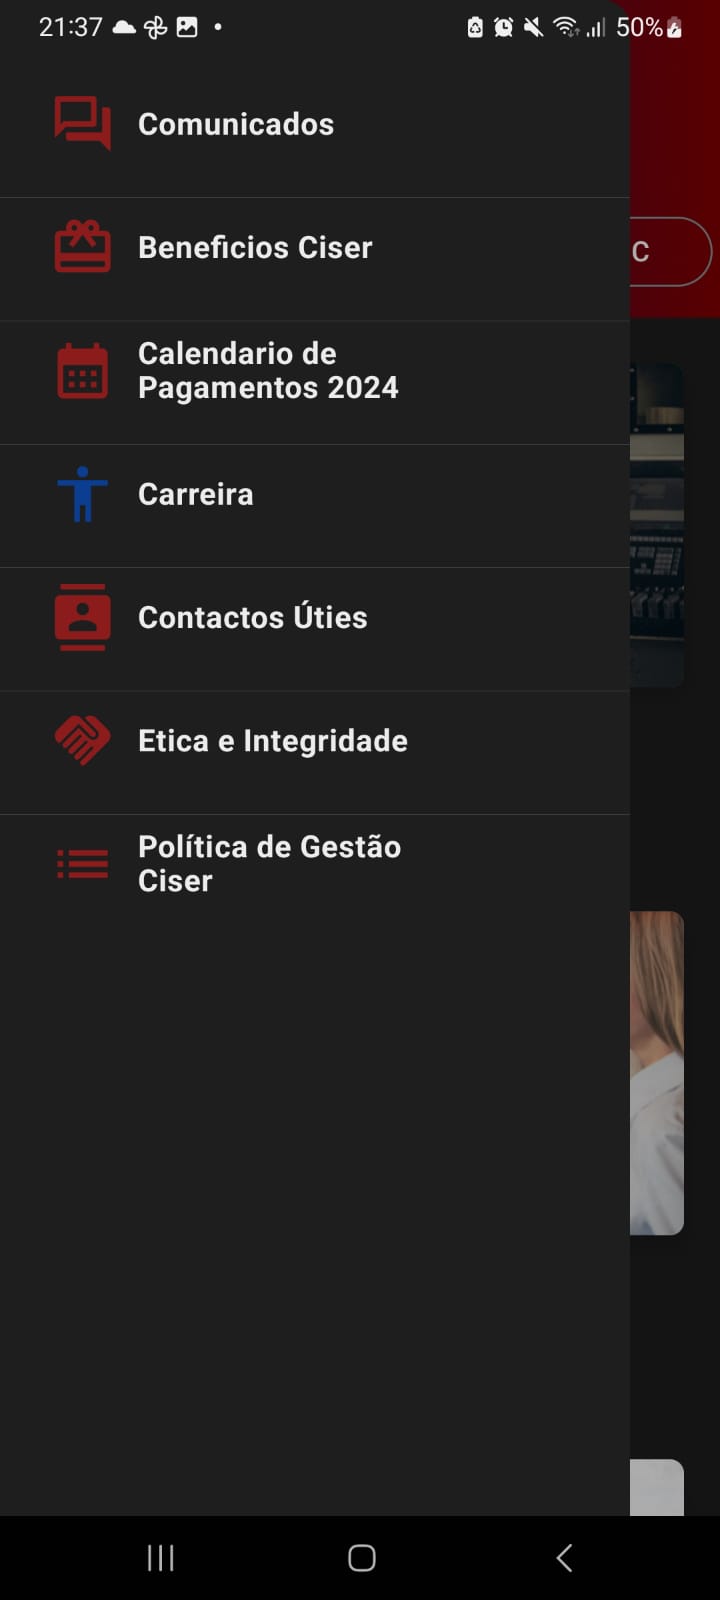 21:37
50%
Comunicados
Beneficios Ciser
C
Calendario de
Pagamentos 2024
Carreira
Contactos Úties
Etica e Integridade
Política de Gestão
Ciser